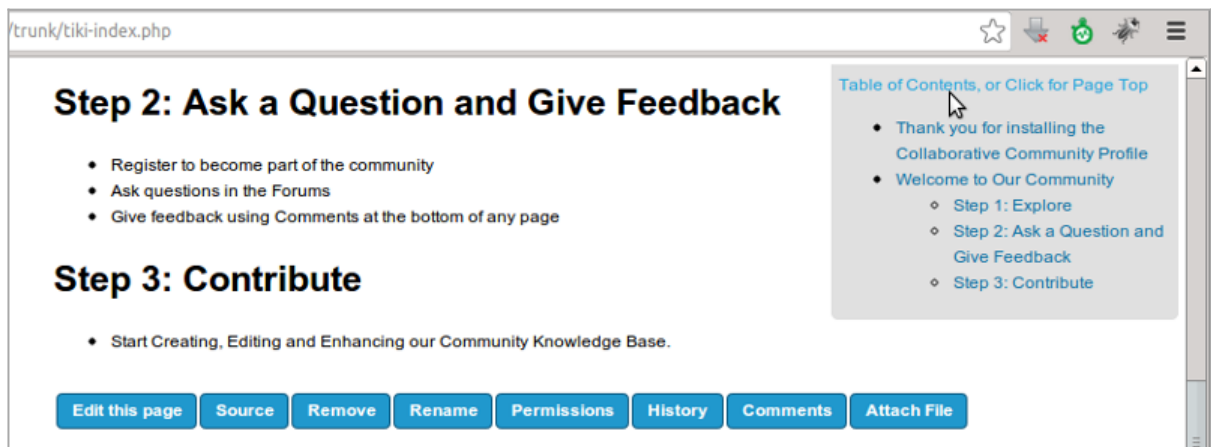 /trunk/tiki-index.php
Step 2: Ask a Question and Give Feedback
Register to become part of the community
Ask questions in the Forums
Give feedback using Comments at the bottom of any page
Step 3: Contribute
Start Creating, Editing and Enhancing our Community Knowledge Base.
Edit this page
Source
Remove
Rename
Permissions
History
Comments
Attach File
Table of Contents, or Click for Page Top
Thank you for installing the
Collaborative Community Profile
Welcome to Our Community
Step 1: Explore
Step 2: Ask a Question and
Give Feedback
Step 3: Contribute